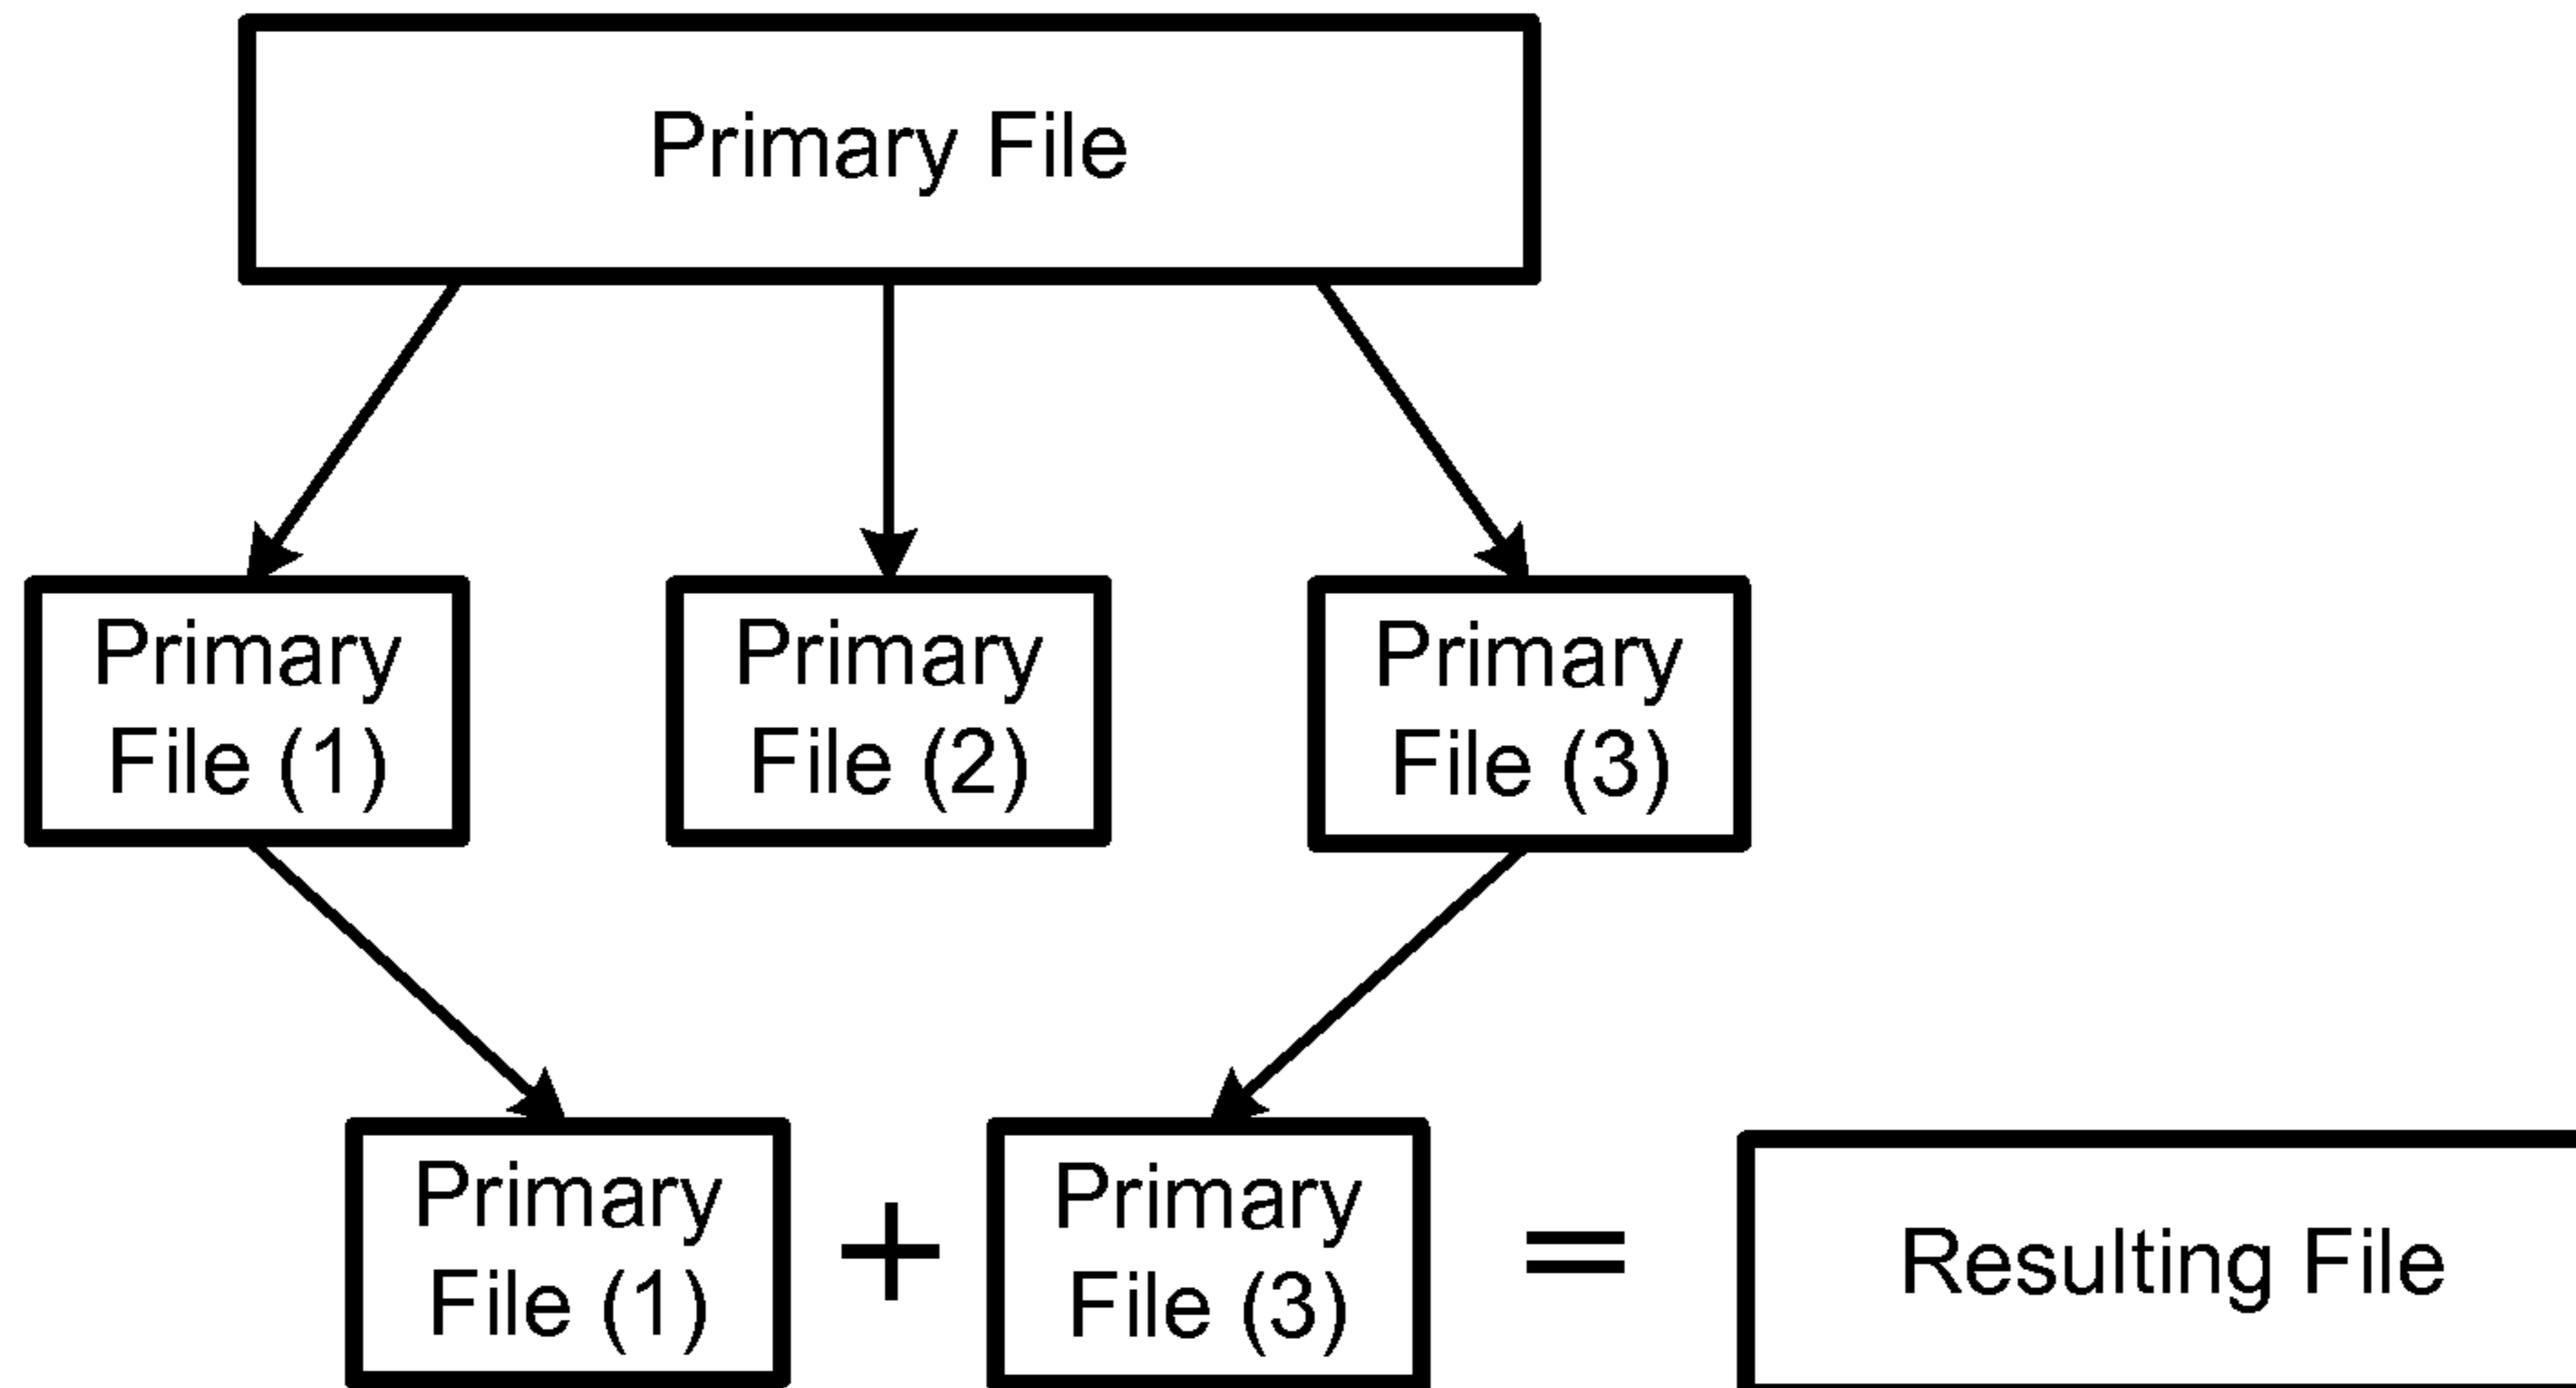 Primary File
Primary
File (1)
Primary
File (2)
Primary
File (3)
Primary
File (1)
+
Primary
File (3)
=
Resulting File